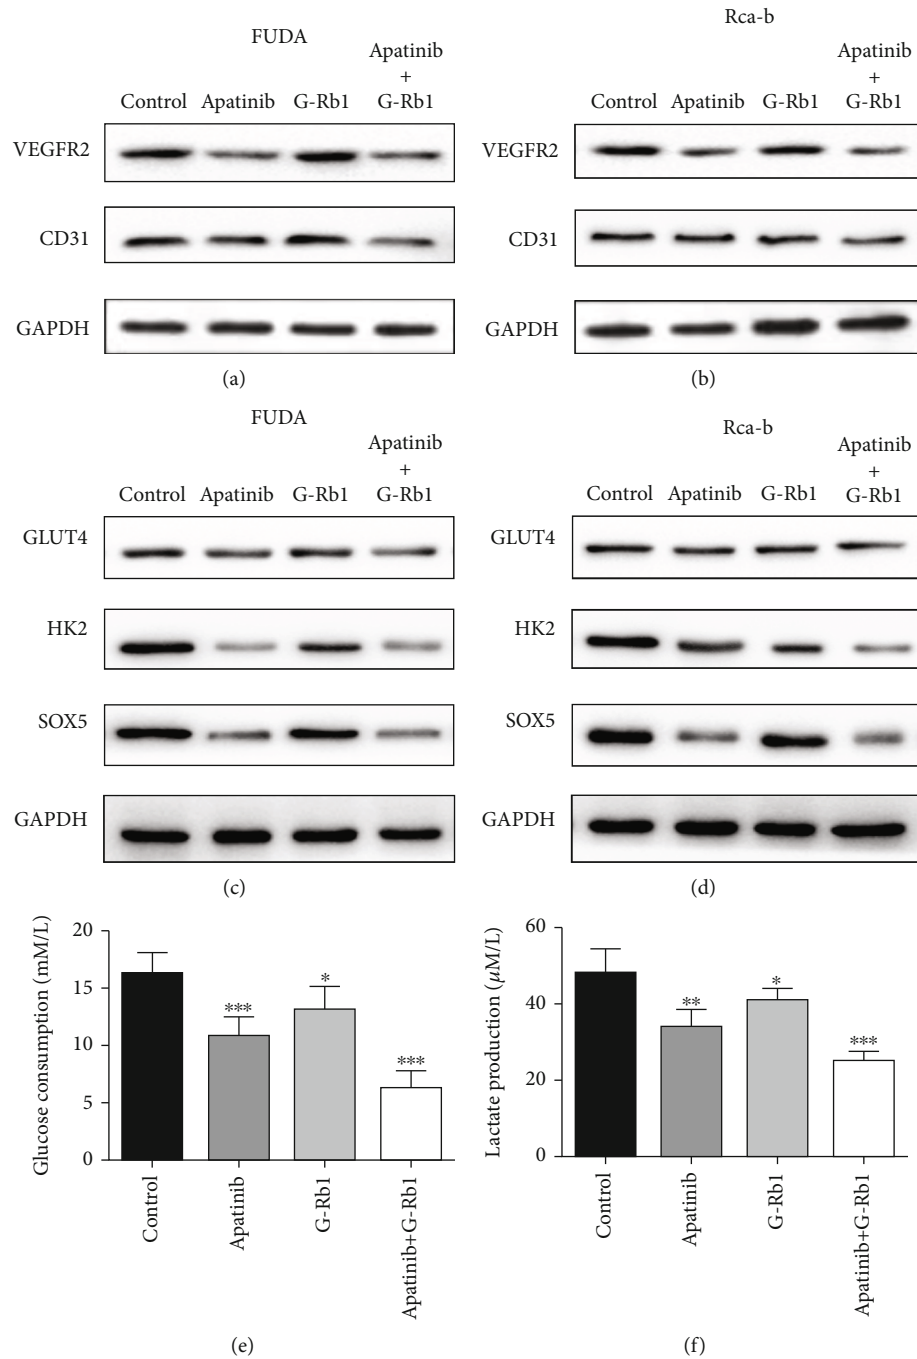 FUDA
Control Apatinib G-Rb1 Apatinib + G-Rb1
VEGFR2
CD31
GAPDH
(a)
Rca-b
Control Apatinib G-Rb1 Apatinib + G-Rb1
VEGFR2
CD31
GAPDH
(b)
FUDA
Control Apatinib G-Rb1 Apatinib + G-Rb1
GLUT4
HK2
SOX5
GAPDH
(c)
Rca-b
Control Apatinib G-Rb1 Apatinib + G-Rb1
GLUT4
HK2
SOX5
GAPDH
(d)
Glucose consumption (mM/L)
20
15
10
5
0
***
*
***
Control
Apatinib
G-Rb1
Apatinib+G-Rb1
(e)
Lactate production (μM/L)
60
40
20
0
**
*
***
Control
Apatinib
G-Rb1
Apatinib+G-Rb1
(f)